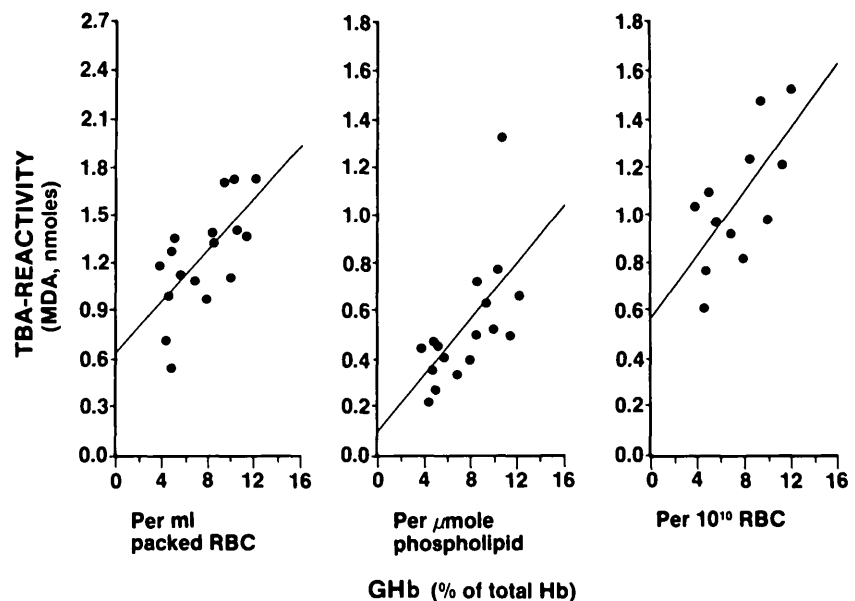 2.7
2.4
2.1
1.8
1.5
1.2
0.9
0.6
0.3
0.0
0 4 8 12 16
1.8
1.6
1.4
1.2
1.0
0.8
0.6
0.4
0.2
0.0
0 4 8 12 16
1.8
1.6
1.4
1.2
1.0
0.8
0.6
0.4
0.2
0.0
0 4 8 12 16
TBA-REACTIVITY
(MDA, nmoles)
Per ml
packed RBC
Per μmole
phospholipid
Per 10¹⁰ RBC
GHb (% of total Hb)